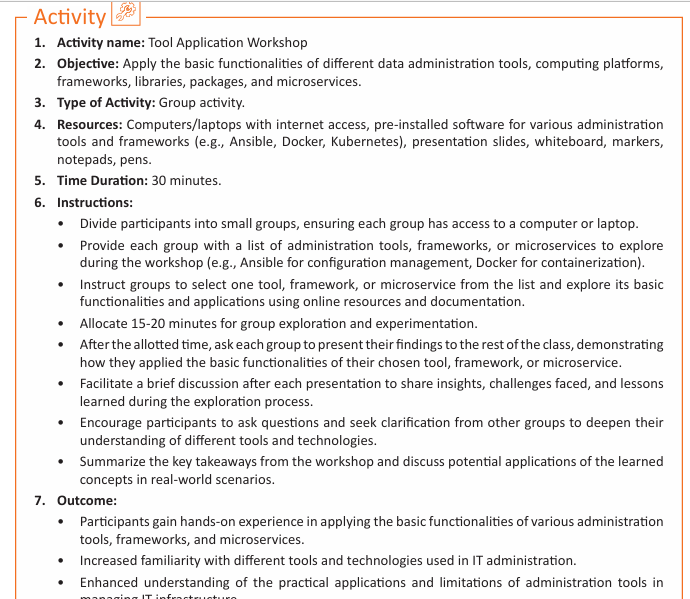 Activity
1. Activity name: Tool Application Workshop
2. Objective: Apply the basic functionalities of different data administration tools, computing platforms,
frameworks, libraries, packages, and microservices.
3. Type of Activity: Group activity.
4. Resources: Computers/laptops with internet access, pre-installed software for various administration
tools and frameworks (e.g., Ansible, Docker, Kubernetes), presentation slides, whiteboard, markers,
notepads, pens.
5. Time Duration: 30 minutes.
6. Instructions:
• Divide participants into small groups, ensuring each group has access to a computer or laptop.
• Provide each group with a list of administration tools, frameworks, or microservices to explore
during the workshop (e.g., Ansible for configuration management, Docker for containerization).
• Instruct groups to select one tool, framework, or microservice from the list and explore its basic
functionalities and applications using online resources and documentation.
• Allocate 15-20 minutes for group exploration and experimentation.
• After the allotted time, ask each group to present their findings to the rest of the class, demonstrating
how they applied the basic functionalities of their chosen tool, framework, or microservice.
• Facilitate a brief discussion after each presentation to share insights, challenges faced, and lessons
learned during the exploration process.
• Encourage participants to ask questions and seek clarification from other groups to deepen their
understanding of different tools and technologies.
• Summarize the key takeaways from the workshop and discuss potential applications of the learned
concepts in real-world scenarios.
7. Outcome:
• Participants gain hands-on experience in applying the basic functionalities of various administration
tools, frameworks, and microservices.
• Increased familiarity with different tools and technologies used in IT administration.
• Enhanced understanding of the practical applications and limitations of administration tools in
managing IT infrastructure.